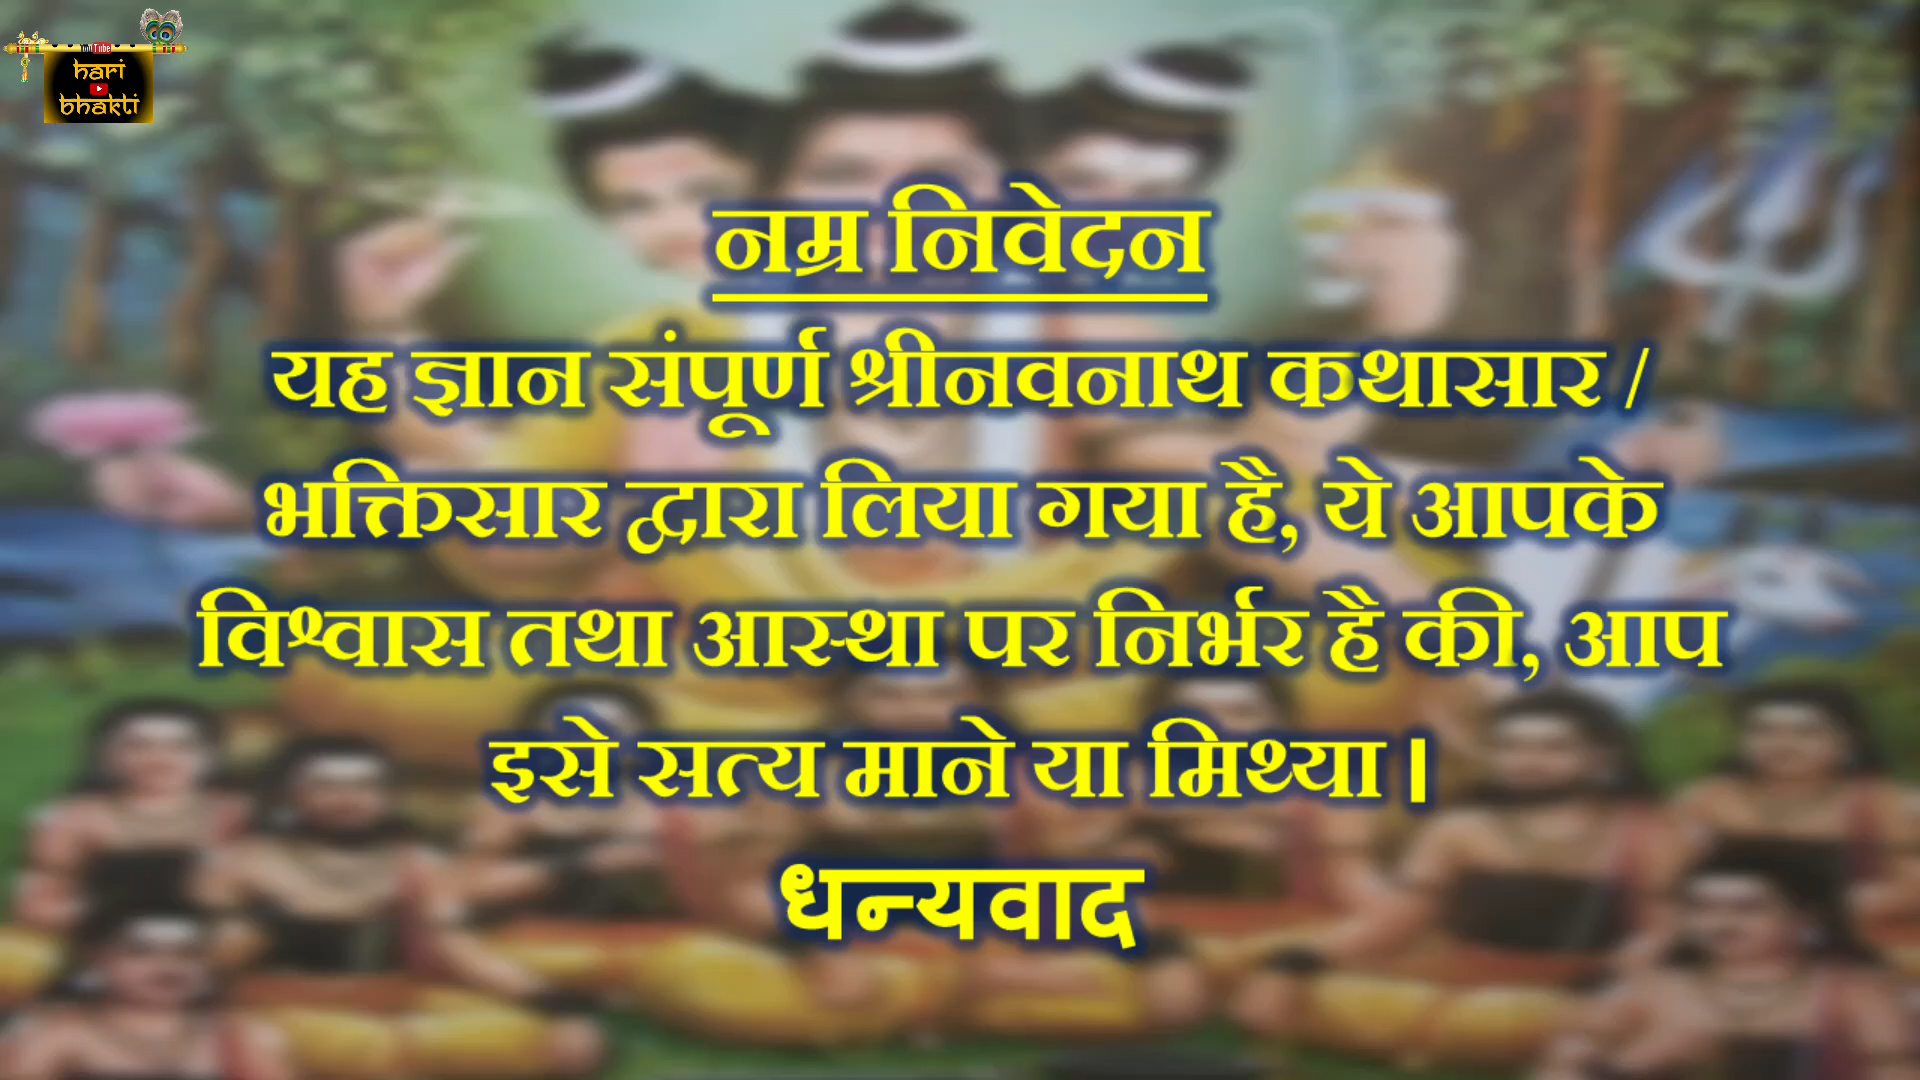 YouTube
hari
bhakti
नम्र निवेदन
यह ज्ञान संपूर्ण श्रीनवनाथ कथासार /
भक्तिसार द्वारा लिया गया है, ये आपके
विश्वास तथा आस्था पर निर्भर है की, आप
इसे सत्य माने या मिथ्या ।
धन्यवाद